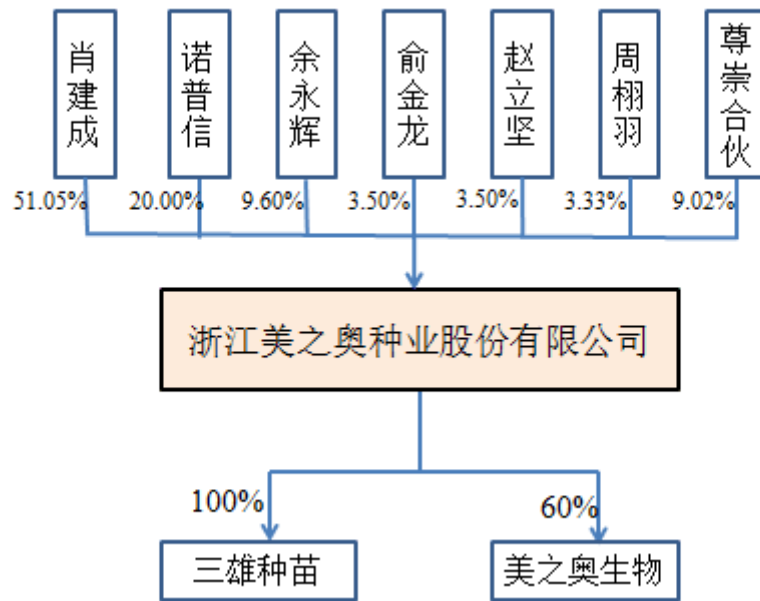 肖建成
诺普信
余永辉
俞金龙
赵立坚
周栩羽
尊崇合伙
51.05%
20.00%
9.60%
3.50%
3.50%
3.33%
9.02%
浙江美之奥种业股份有限公司
100%
60%
三雄种苗
美之奥生物